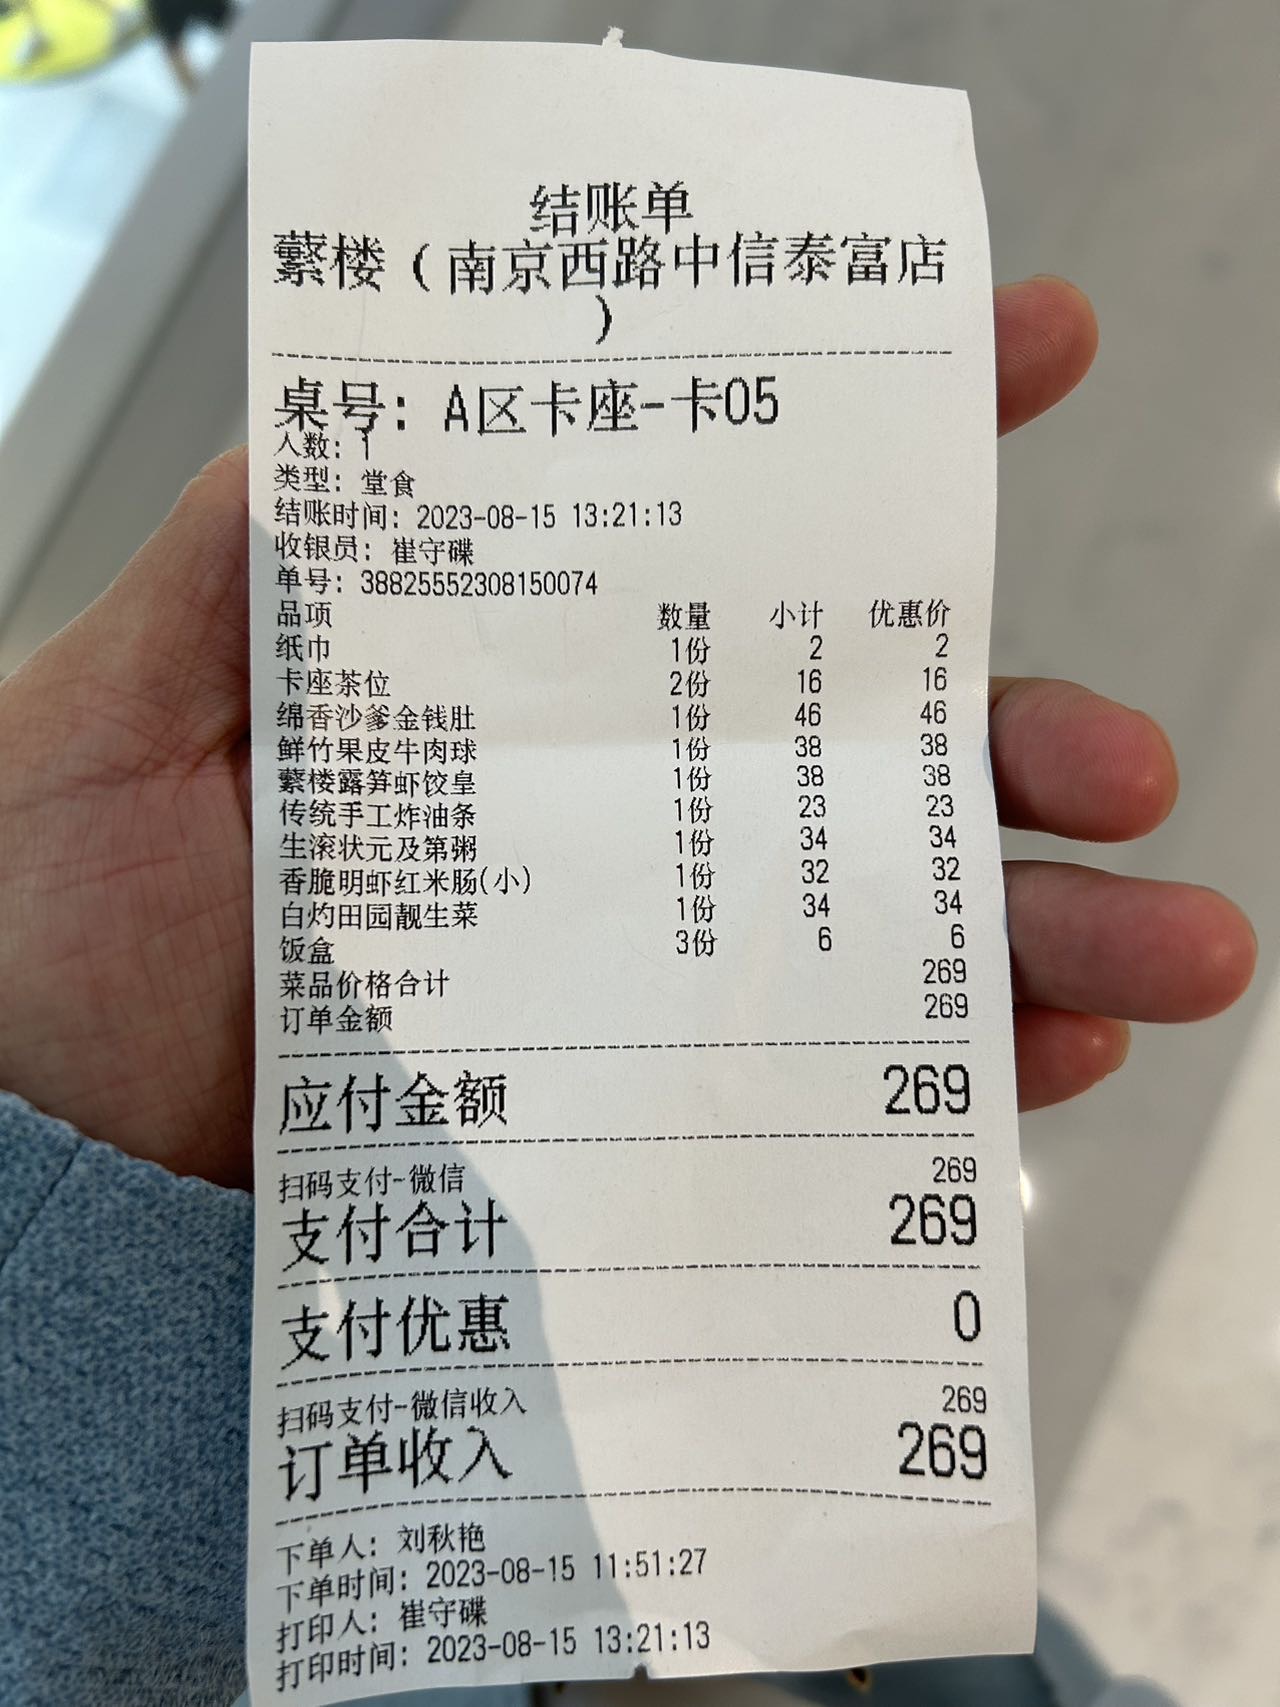 结账单
蘩楼（南京西路中信泰富店
）
桌号：A区卡座-卡05
人数：1
类型：堂食
结账时间：2023-08-15 13:21:13
收银员：崔守碟
单号：38825552308150074
品项 数量 小计 优惠价
纸巾 1份 2 2
卡座茶位 2份 16 16
绵香沙爹金钱肚 1份 46 46
鲜竹果皮牛肉球 1份 38 38
蘩楼露笋虾饺皇 1份 38 38
传统手工炸油条 1份 23 23
生滚状元及第粥 1份 34 34
香脆明虾红米肠(小) 1份 32 32
白灼田园靓生菜 1份 34 34
饭盒 3份 6 6
菜品价格合计 269
订单金额 269
应付金额 269
扫码支付-微信 269
支付合计 269
支付优惠 0
扫码支付-微信收入 269
订单收入 269
下单人：刘秋艳
下单时间：2023-08-15 11:51:27
打印人：崔守碟
打印时间：2023-08-15 13:21:13